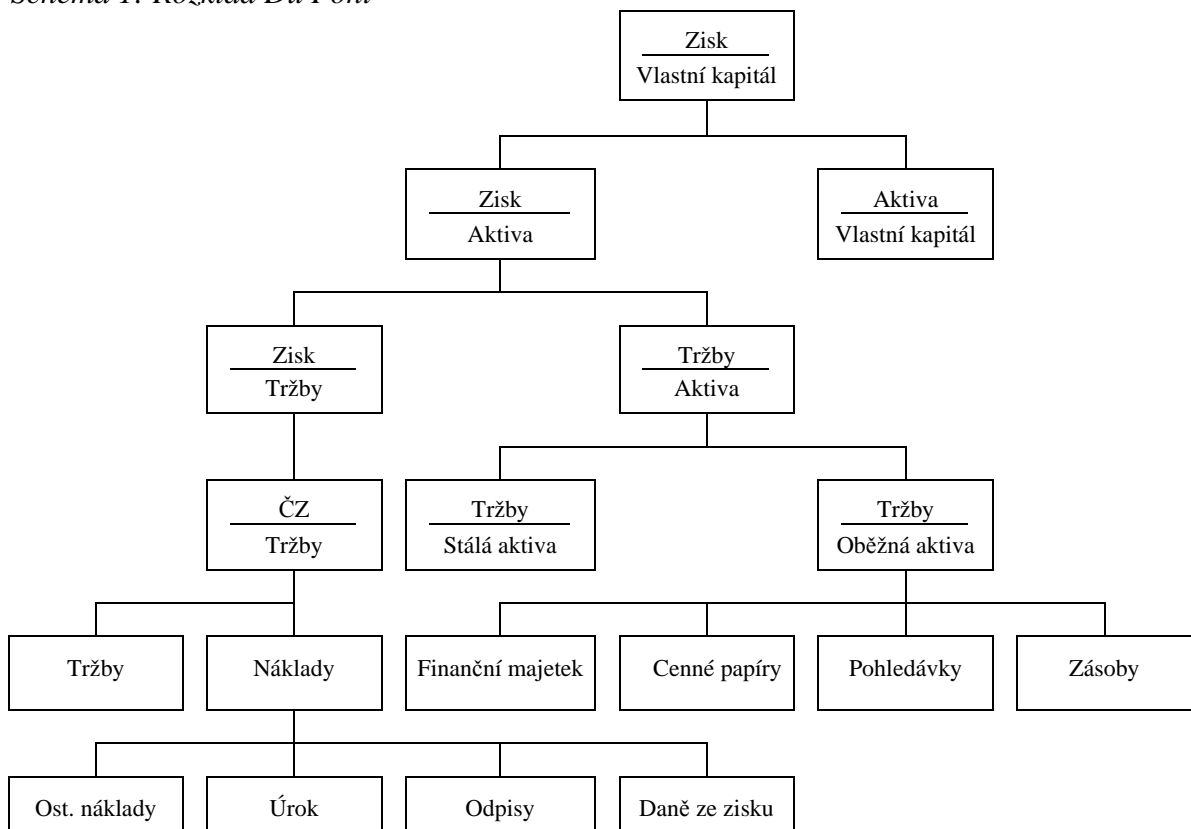 Schéma 1: Rozklad Du Pont
Zisk
Vlastní kapitál
Zisk
Aktiva
Aktiva
Vlastní kapitál
Zisk
Tržby
Tržby
Aktiva
ČZ
Tržby
Tržby
Stálá aktiva
Tržby
Oběžná aktiva
Tržby
Náklady
Finanční majetek
Cenné papíry
Pohledávky
Zásoby
Ost. náklady
Úrok
Odpisy
Daně ze zisku